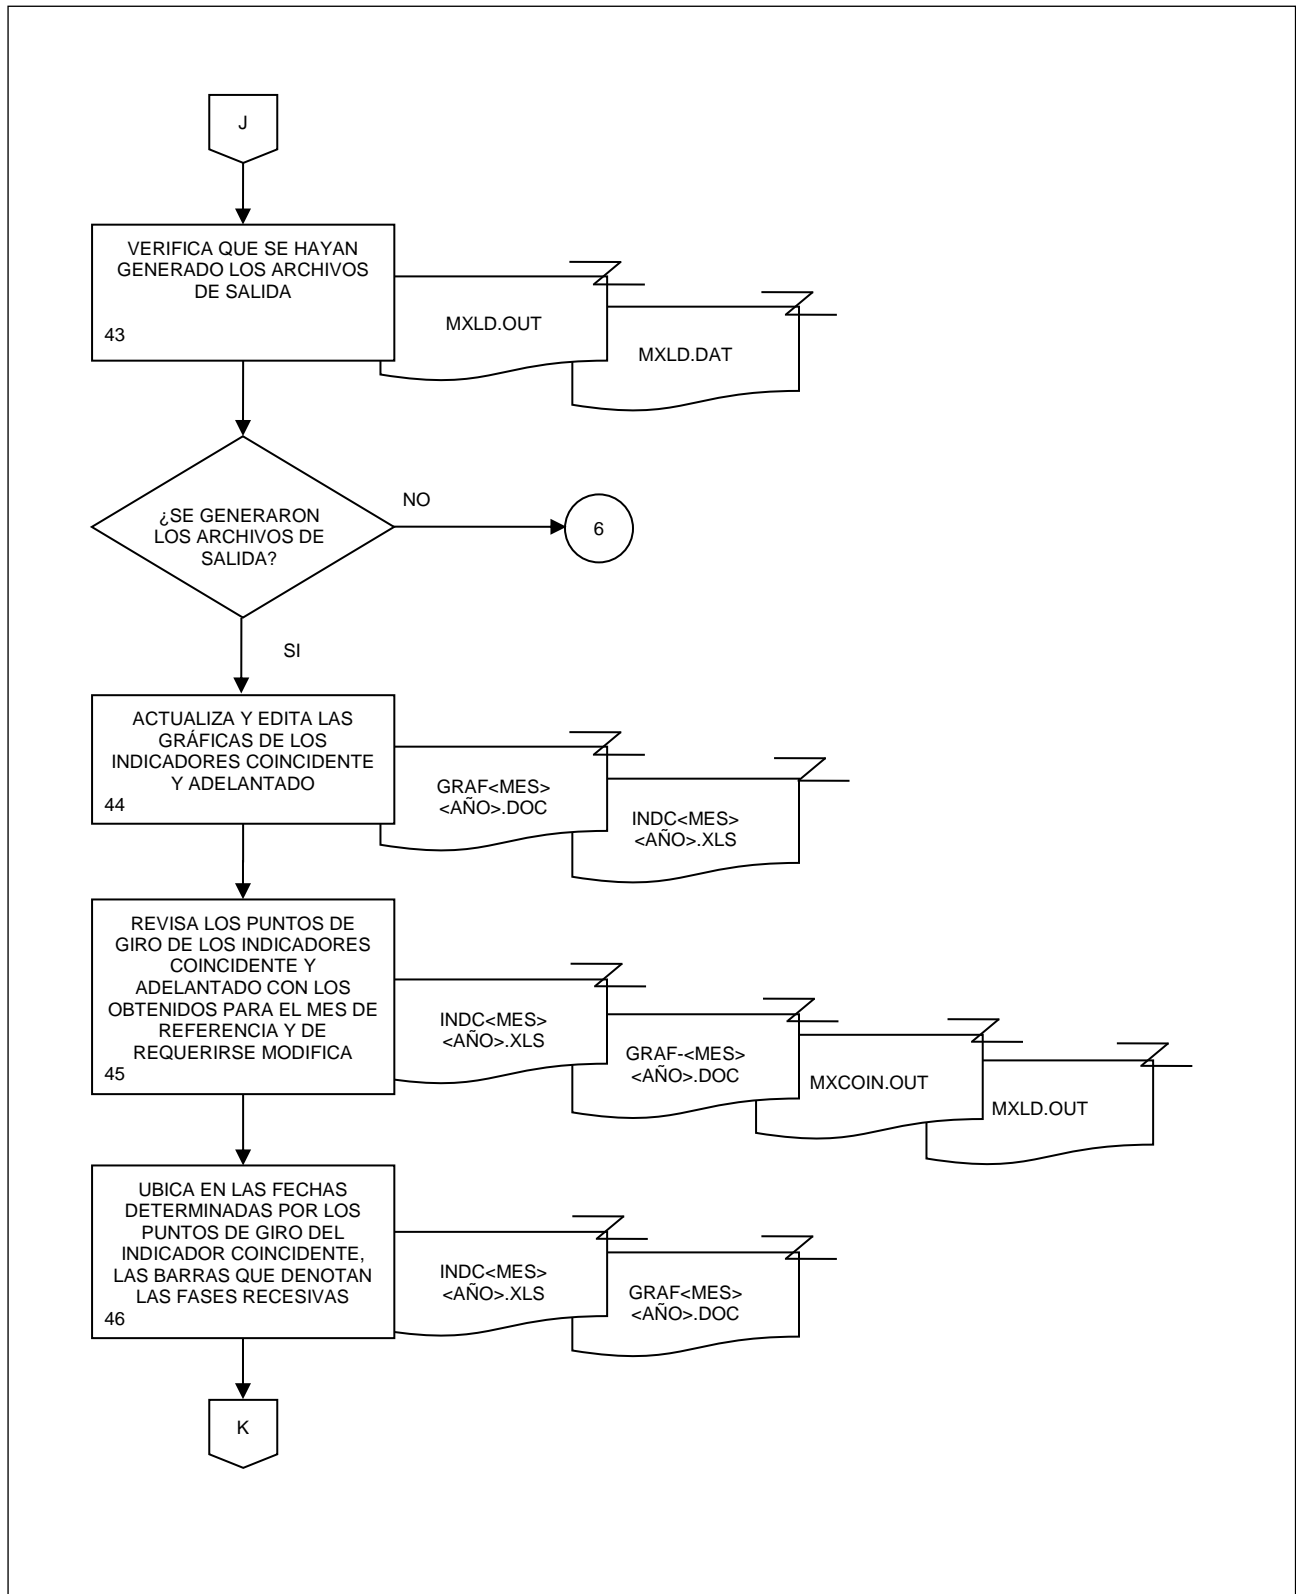 J
VERIFICA QUE SE HAYAN
GENERADO LOS ARCHIVOS
DE SALIDA
43
MXLD.OUT
MXLD.DAT
¿SE GENERARON
LOS ARCHIVOS DE
SALIDA?
NO
6
SI
ACTUALIZA Y EDITA LAS
GRÁFICAS DE LOS
INDICADORES COINCIDENTE
Y ADELANTADO
44
GRAF<MES>
<AÑO>.DOC
INDC<MES>
<AÑO>.XLS
REVISA LOS PUNTOS DE
GIRO DE LOS INDICADORES
COINCIDENTE Y
ADELANTADO CON LOS
OBTENIDOS PARA EL MES DE
REFERENCIA Y DE
REQUERIRSE MODIFICA
45
INDC<MES>
<AÑO>.XLS
GRAF-<MES>
<AÑO>.DOC
MXCOIN.OUT
MXLD.OUT
UBICA EN LAS FECHAS
DETERMINADAS POR LOS
PUNTOS DE GIRO DEL
INDICADOR COINCIDENTE,
LAS BARRAS QUE DENOTAN
LAS FASES RECESIVAS
46
INDC<MES>
<AÑO>.XLS
GRAF<MES>
<AÑO>.DOC
K